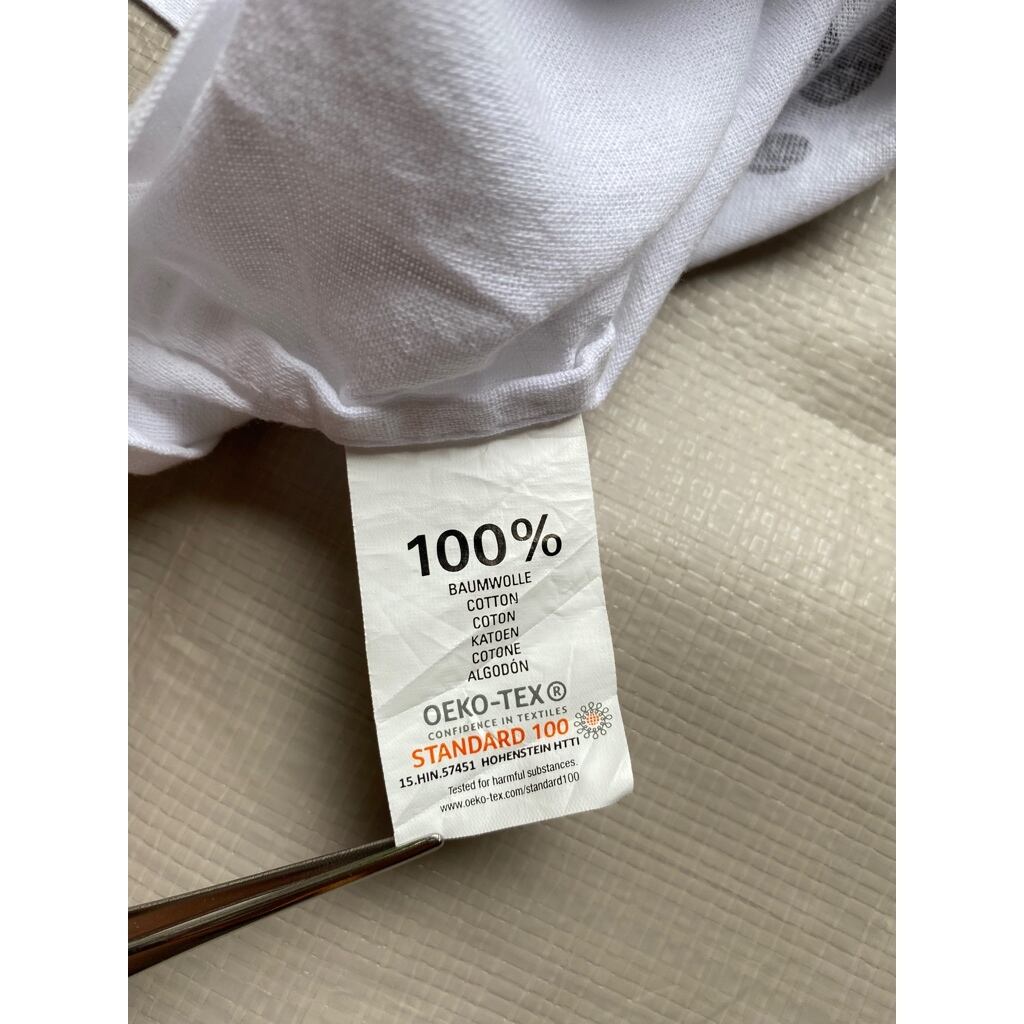 100%
BAUMWOLLE
COTTON
COTON
KATOEN
COTONE
ALGODÓN
OEKO-TEX®
CONFIDENCE IN TEXTILES
STANDARD 100
15.HIN.57451 HOHENSTEIN HTTI
Tested for harmful substances.
www.oeko-tex.com/standard100